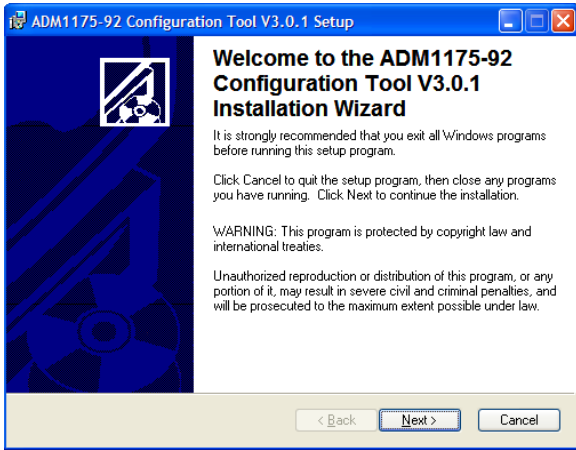 ADM1175-92 Configuration Tool V3.0.1 Setup
Welcome to the ADM1175-92
Configuration Tool V3.0.1
Installation Wizard
It is strongly recommended that you exit all Windows programs
before running this setup program.
Click Cancel to quit the setup program, then close any programs
you have running.  Click Next to continue the installation.
WARNING: This program is protected by copyright law and
international treaties.
Unauthorized reproduction or distribution of this program, or any
portion of it, may result in severe civil and criminal penalties, and
will be prosecuted to the maximum extent possible under law.
< Back Next > Cancel